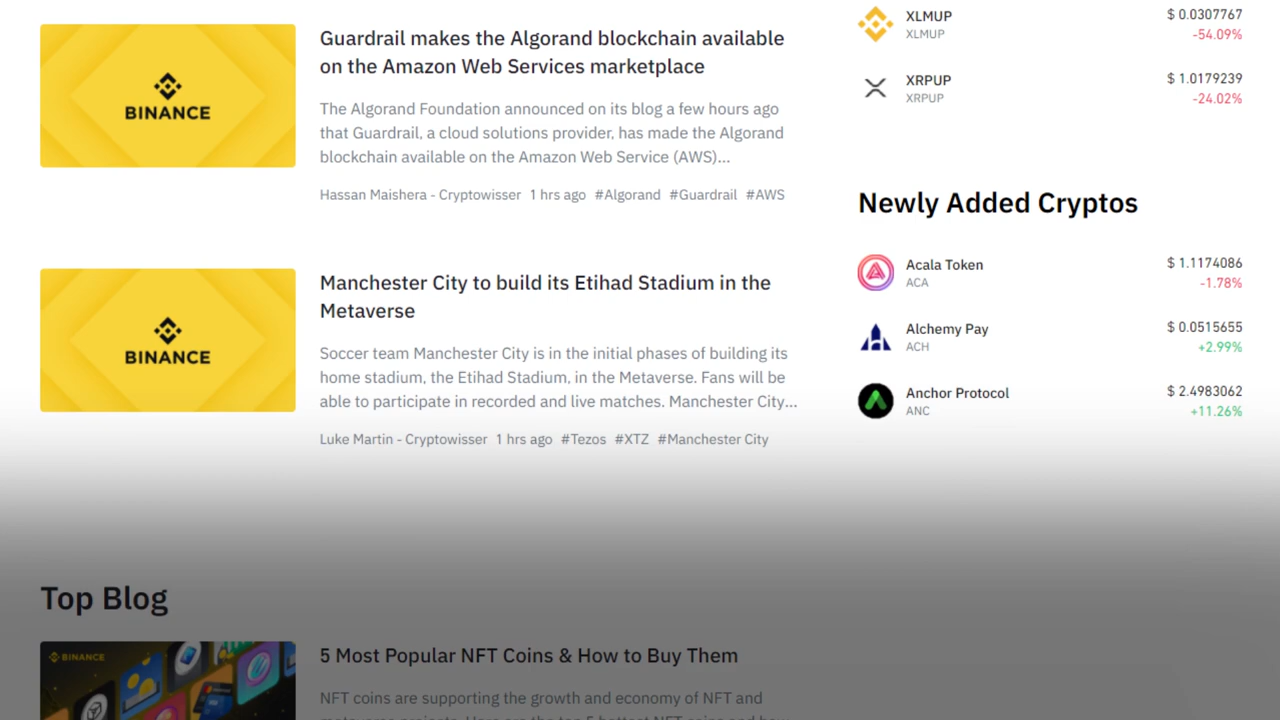 BINANCE
Guardrail makes the Algorand blockchain available
on the Amazon Web Services marketplace
The Algorand Foundation announced on its blog a few hours ago
that Guardrail, a cloud solutions provider, has made the Algorand
blockchain available on the Amazon Web Service (AWS)...
Hassan Maishera - Cryptowisser 1 hrs ago #Algorand #Guardrail #AWS
BINANCE
Manchester City to build its Etihad Stadium in the
Metaverse
Soccer team Manchester City is in the initial phases of building its
home stadium, the Etihad Stadium, in the Metaverse. Fans will be
able to participate in recorded and live matches. Manchester City...
Luke Martin - Cryptowisser 1 hrs ago #Tezos #XTZ #Manchester City
XLMUP $ 0.0307767
XLMUP -54.09%
XRPUP $ 1.0179239
XRPUP -24.02%
Newly Added Cryptos
Acala Token $ 1.1174086
ACA -1.78%
Alchemy Pay $ 0.0515655
ACH +2.99%
Anchor Protocol $ 2.4983062
ANC +11.26%
Top Blog
BINANCE
5 Most Popular NFT Coins & How to Buy Them
NFT coins are supporting the growth and economy of NFT and